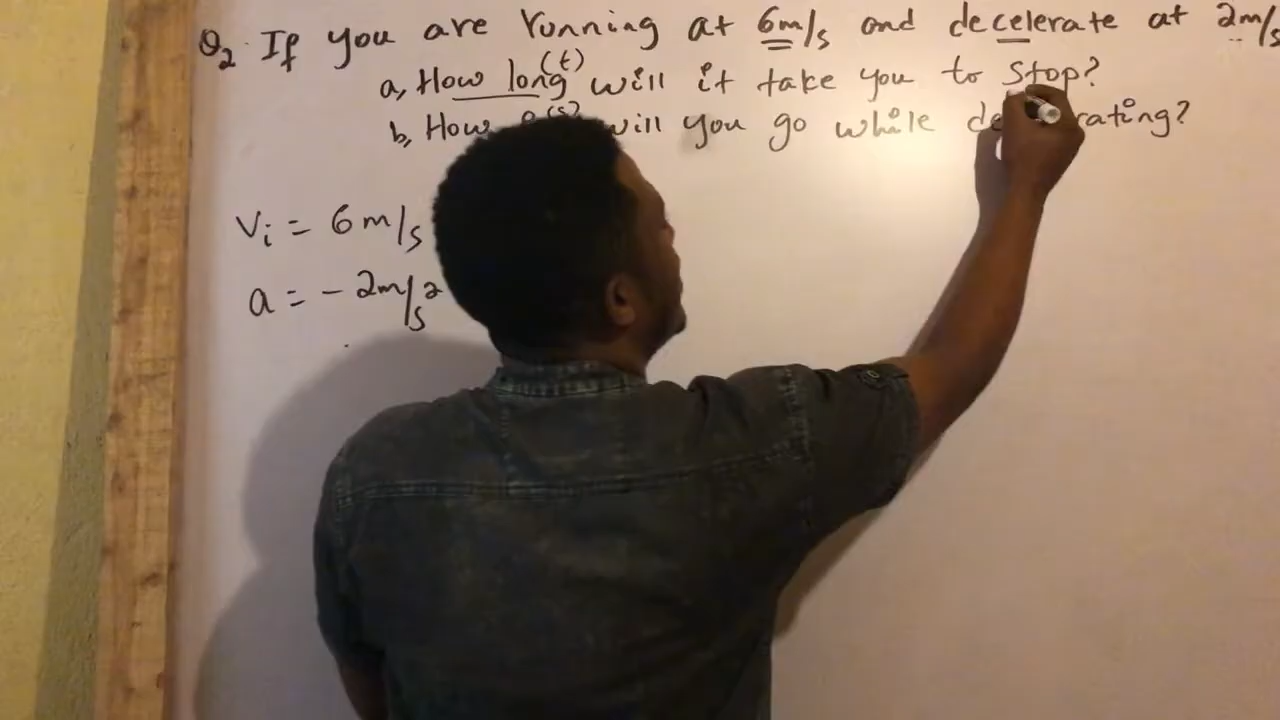 Q2. If you are running at 6m/s and decelerate at 2m/s
a, How long (t) will it take you to stop?
b, How (s) will you go while rating?
Vi = 6m/s
a = - 2m/s2